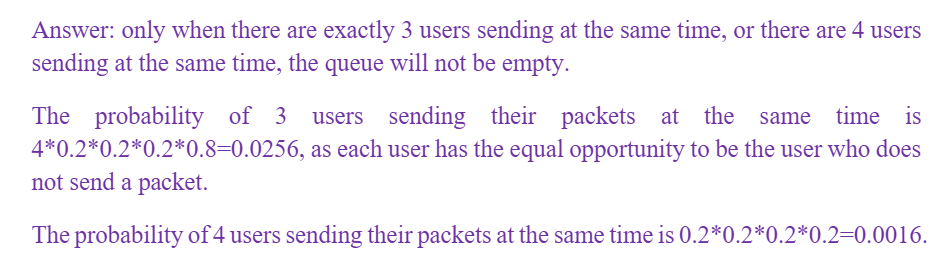 Answer: only when there are exactly 3 users sending at the same time, or there are 4 users
sending at the same time, the queue will not be empty.
The probability of 3 users sending their packets at the same time is
4*0.2*0.2*0.2*0.8=0.0256, as each user has the equal opportunity to be the user who does
not send a packet.
The probability of 4 users sending their packets at the same time is 0.2*0.2*0.2*0.2=0.0016.